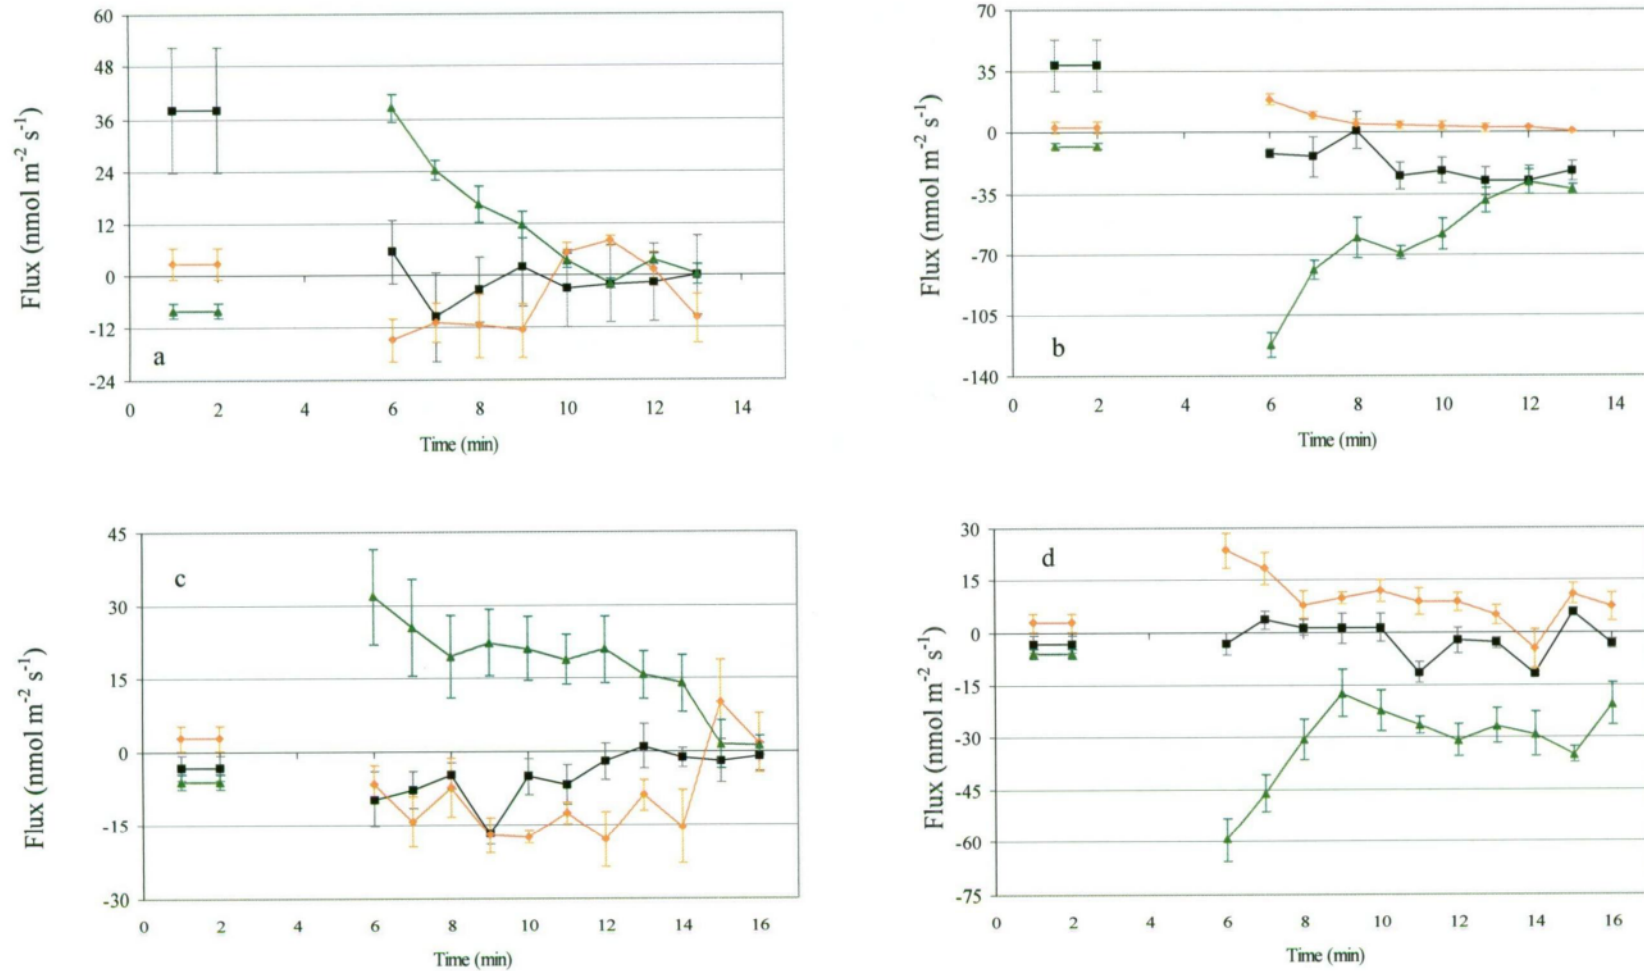 60
48
36
24
12
0
-12
-24
Flux (nmol m-2 s-1)
a
0 2 4 6 8 10 12 14
Time (min)
70
35
0
-35
-70
-105
-140
Flux (nmol m-2 s-1)
b
0 2 4 6 8 10 12 14
Time (min)
45
30
15
0
-15
-30
Flux (nmol m-2 s-1)
c
0 2 4 6 8 10 12 14 16
Time (min)
30
15
0
-15
-30
-45
-60
-75
Flux (nmol m-2 s-1)
d
0 2 4 6 8 10 12 14 16
Time (min)